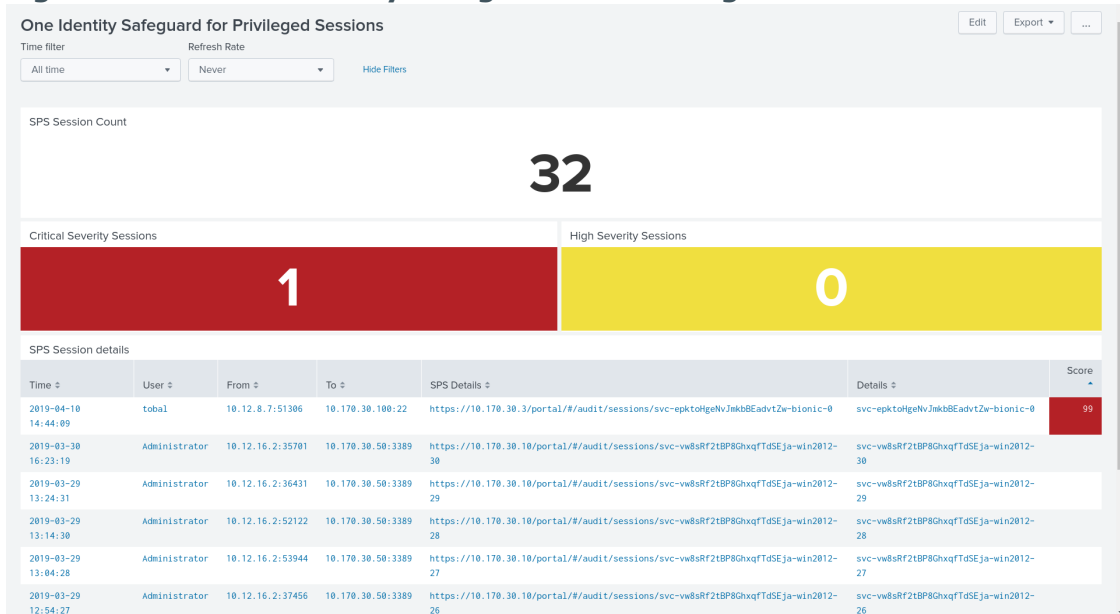 One Identity Safeguard for Privileged Sessions
Edit Export ...
Time filter Refresh Rate
All time Never Hide Filters
SPS Session Count
32
Critical Severity Sessions High Severity Sessions
1 0
SPS Session details
Time User From To SPS Details Details Score
2019-04-10 tobal 10.12.8.7:51306 10.170.30.100:22 https://10.170.30.3/portal/#/audit/sessions/svc-epktoHgeNvJmkbBEadvtZw-bionic-0 svc-epktoHgeNvJmkbBEadvtZw-bionic-0 99
14:44:09
2019-03-30 Administrator 10.12.16.2:35701 10.170.30.50:3389 https://10.170.30.10/portal/#/audit/sessions/svc-vw8sRf2tBP8GhxqfTdSEja-win2012- svc-vw8sRf2tBP8GhxqfTdSEja-win2012-
16:23:19 30 30
2019-03-29 Administrator 10.12.16.2:36431 10.170.30.50:3389 https://10.170.30.10/portal/#/audit/sessions/svc-vw8sRf2tBP8GhxqfTdSEja-win2012- svc-vw8sRf2tBP8GhxqfTdSEja-win2012-
13:24:31 29 29
2019-03-29 Administrator 10.12.16.2:52122 10.170.30.50:3389 https://10.170.30.10/portal/#/audit/sessions/svc-vw8sRf2tBP8GhxqfTdSEja-win2012- svc-vw8sRf2tBP8GhxqfTdSEja-win2012-
13:14:30 28 28
2019-03-29 Administrator 10.12.16.2:53944 10.170.30.50:3389 https://10.170.30.10/portal/#/audit/sessions/svc-vw8sRf2tBP8GhxqfTdSEja-win2012- svc-vw8sRf2tBP8GhxqfTdSEja-win2012-
13:04:28 27 27
2019-03-29 Administrator 10.12.16.2:37456 10.170.30.50:3389 https://10.170.30.10/portal/#/audit/sessions/svc-vw8sRf2tBP8GhxqfTdSEja-win2012- svc-vw8sRf2tBP8GhxqfTdSEja-win2012-
12:54:27 26 26